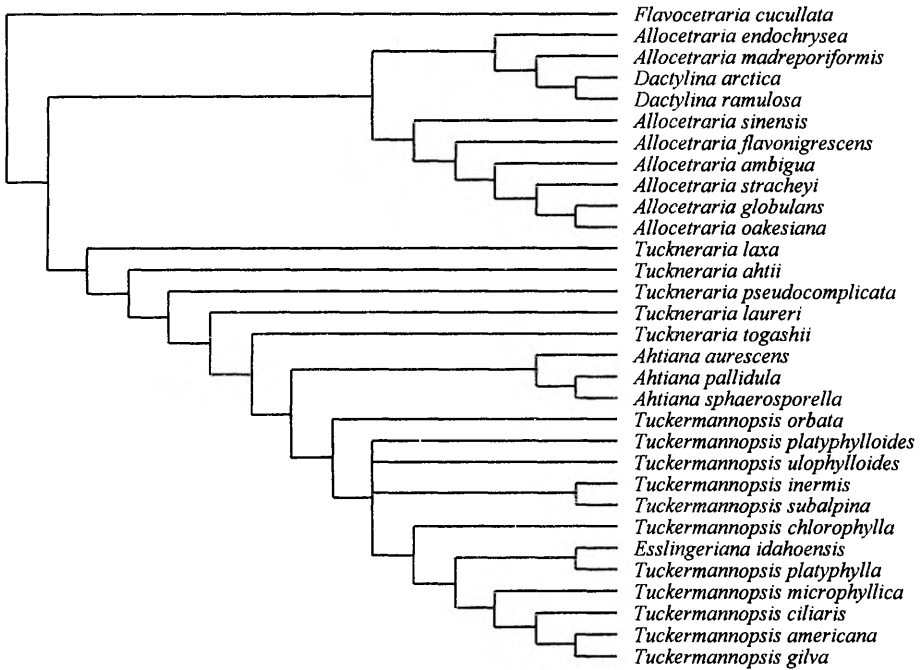 Flavocetraria cucullata
Allocetraria endochrysea
Allocetraria madreporiformis
Dactylina arctica
Dactylina ramulosa
Allocetraria sinensis
Allocetraria flavonigrescens
Allocetraria ambigua
Allocetraria stracheyi
Allocetraria globulans
Allocetraria oakesiana
Tuckneraria laxa
Tuckneraria ahtii
Tuckneraria pseudocomplicata
Tuckneraria laureri
Tuckneraria togashii
Ahtiana aurescens
Ahtiana pallidula
Ahtiana sphaerosporella
Tuckermannopsis orbata
Tuckermannopsis platyphylloides
Tuckermannopsis ulophylloides
Tuckermannopsis inermis
Tuckermannopsis subalpina
Tuckermannopsis chlorophylla
Esslingeriana idahoensis
Tuckermannopsis platyphylla
Tuckermannopsis microphyllica
Tuckermannopsis ciliaris
Tuckermannopsis americana
Tuckermannopsis gilva